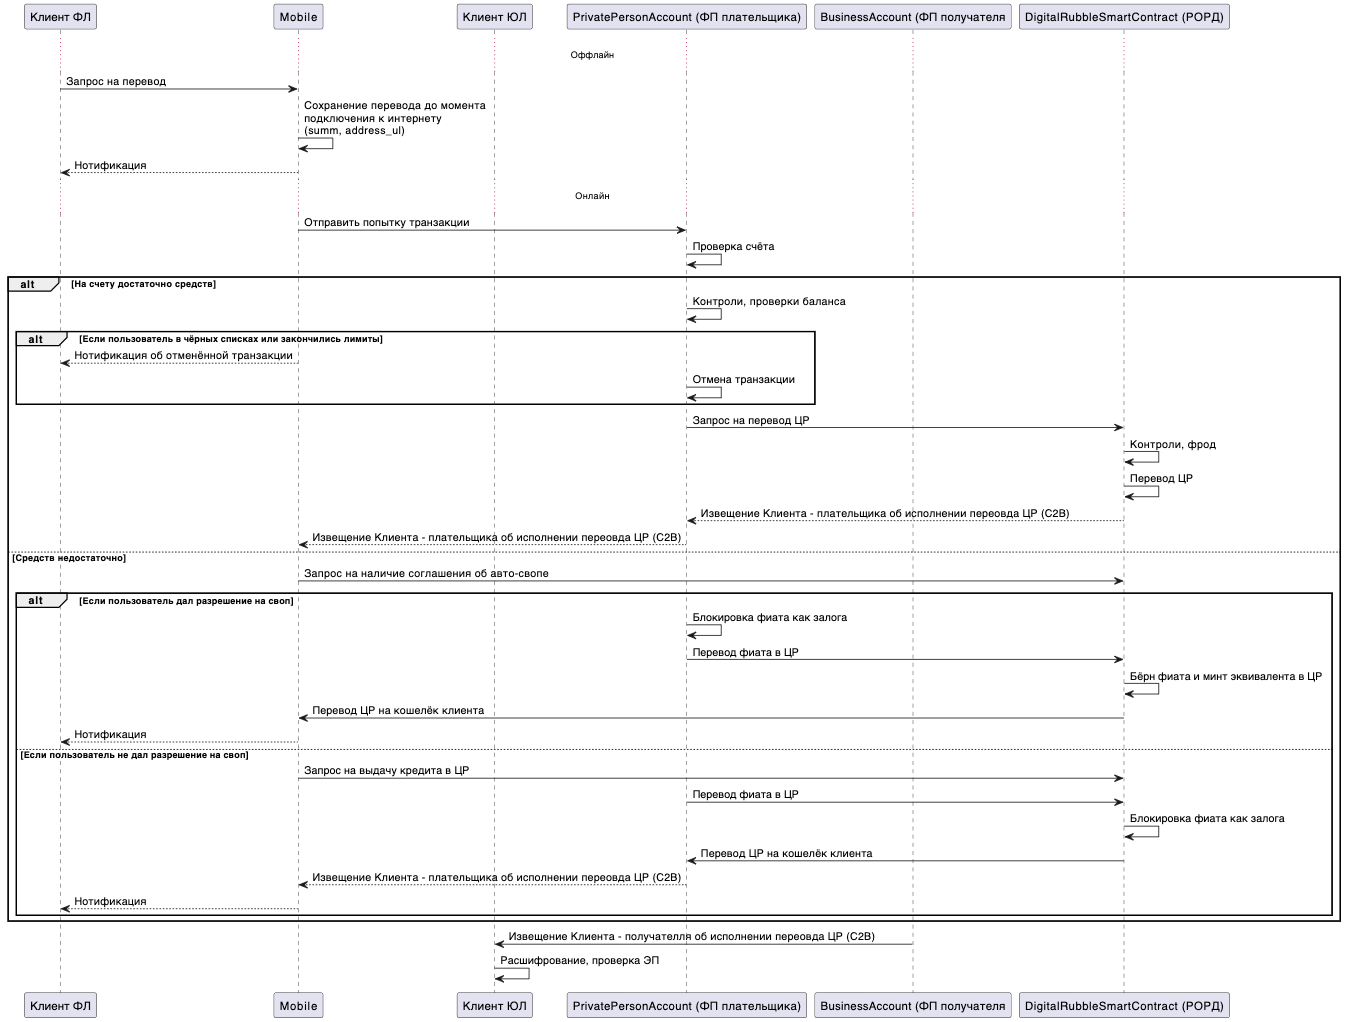 Клиент ФЛ
Mobile
Клиент ЮЛ
PrivatePersonAccount (ФП плательщика)
BusinessAccount (ФП получателя
DigitalRubbleSmartContract (РОРД)
Оффлайн
Запрос на перевод
Сохранение перевода до момента
подключения к интернету
(summ, address_ul)
Нотификация
Онлайн
Отправить попытку транзакции
Проверка счёта
alt [На счету достаточно средств]
Контроли, проверки баланса
alt [Если пользователь в чёрных списках или закончились лимиты]
Нотификация об отменённой транзакции
Отмена транзакции
Запрос на перевод ЦР
Контроли, фрод
Перевод ЦР
Извещение Клиента - плательщика об исполнении переовда ЦР (С2В)
Извещение Клиента - плательщика об исполнении переовда ЦР (С2В)
[Средств недостаточно]
Запрос на наличие соглашения об авто-свопе
alt [Если пользователь дал разрешение на своп]
Блокировка фиата как залога
Перевод фиата в ЦР
Бёрн фиата и минт эквивалента в ЦР
Перевод ЦР на кошелёк клиента
Нотификация
[Если пользователь не дал разрешение на своп]
Запрос на выдачу кредита в ЦР
Перевод фиата в ЦР
Блокировка фиата как залога
Перевод ЦР на кошелёк клиента
Извещение Клиента - плательщика об исполнении переовда ЦР (С2В)
Нотификация
Извещение Клиента - получателля об исполнении переовда ЦР (С2В)
Расшифрование, проверка ЭП
Клиент ФЛ
Mobile
Клиент ЮЛ
PrivatePersonAccount (ФП плательщика)
BusinessAccount (ФП получателя
DigitalRubbleSmartContract (РОРД)